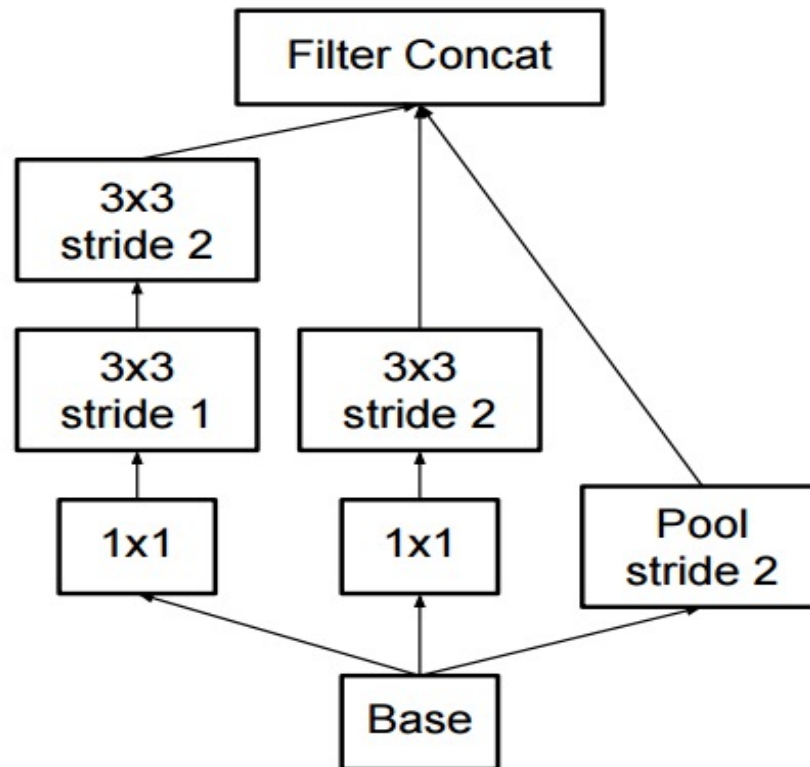 Filter Concat
3x3
stride 2
3x3
stride 1
3x3
stride 2
1x1
1x1
Pool
stride 2
Base